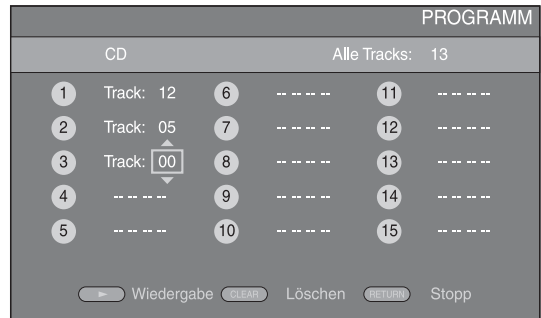 PROGRAMM
CD Alle Tracks: 13
1 Track: 12 6 -- -- -- -- 11 -- -- -- --
2 Track: 05 7 -- -- -- -- 12 -- -- -- --
3 Track: 00 8 -- -- -- -- 13 -- -- -- --
4 -- -- -- -- 9 -- -- -- -- 14 -- -- -- --
5 -- -- -- -- 10 -- -- -- -- 15 -- -- -- --
Wiedergabe CLEAR Löschen RETURN Stopp